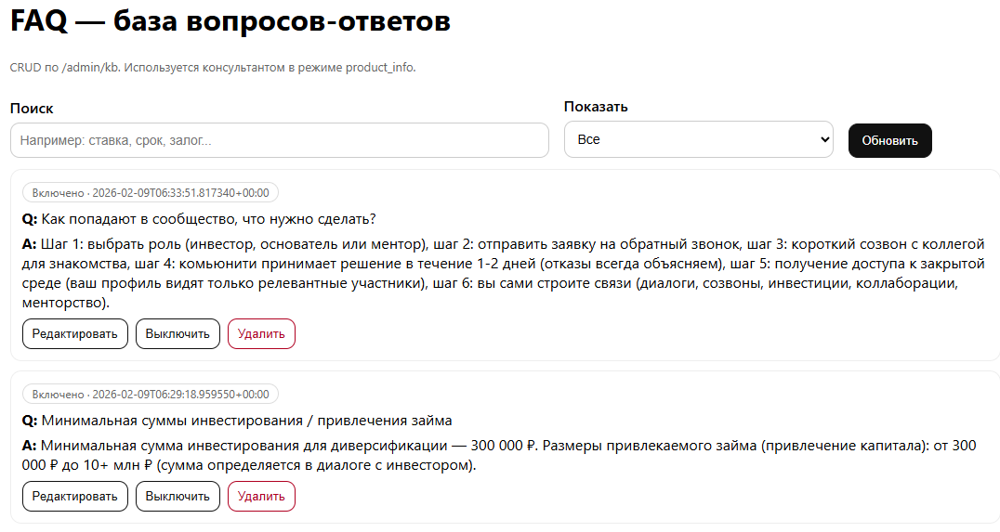 FAQ — база вопросов-ответов
CRUD по /admin/kb. Используется консультантом в режиме product_info.
Поиск
Показать
Например: ставка, срок, залог...
Все
Обновить
Включено · 2026-02-09T06:33:51.817340+00:00
Q: Как попадают в сообщество, что нужно сделать?
A: Шаг 1: выбрать роль (инвестор, основатель или ментор), шаг 2: отправить заявку на обратный звонок, шаг 3: короткий созвон с коллегой
для знакомства, шаг 4: комьюнити принимает решение в течение 1-2 дней (отказы всегда объясняем), шаг 5: получение доступа к закрытой
среде (ваш профиль видят только релевантные участники), шаг 6: вы сами строите связи (диалоги, созвоны, инвестиции, коллаборации,
менторство).
Редактировать
Выключить
Удалить
Включено · 2026-02-09T06:29:18.959550+00:00
Q: Минимальная суммы инвестирования / привлечения займа
A: Минимальная сумма инвестирования для диверсификации — 300 000 ₽. Размеры привлекаемого займа (привлечение капитала): от 300
000 ₽ до 10+ млн ₽ (сумма определяется в диалоге с инвестором).
Редактировать
Выключить
Удалить